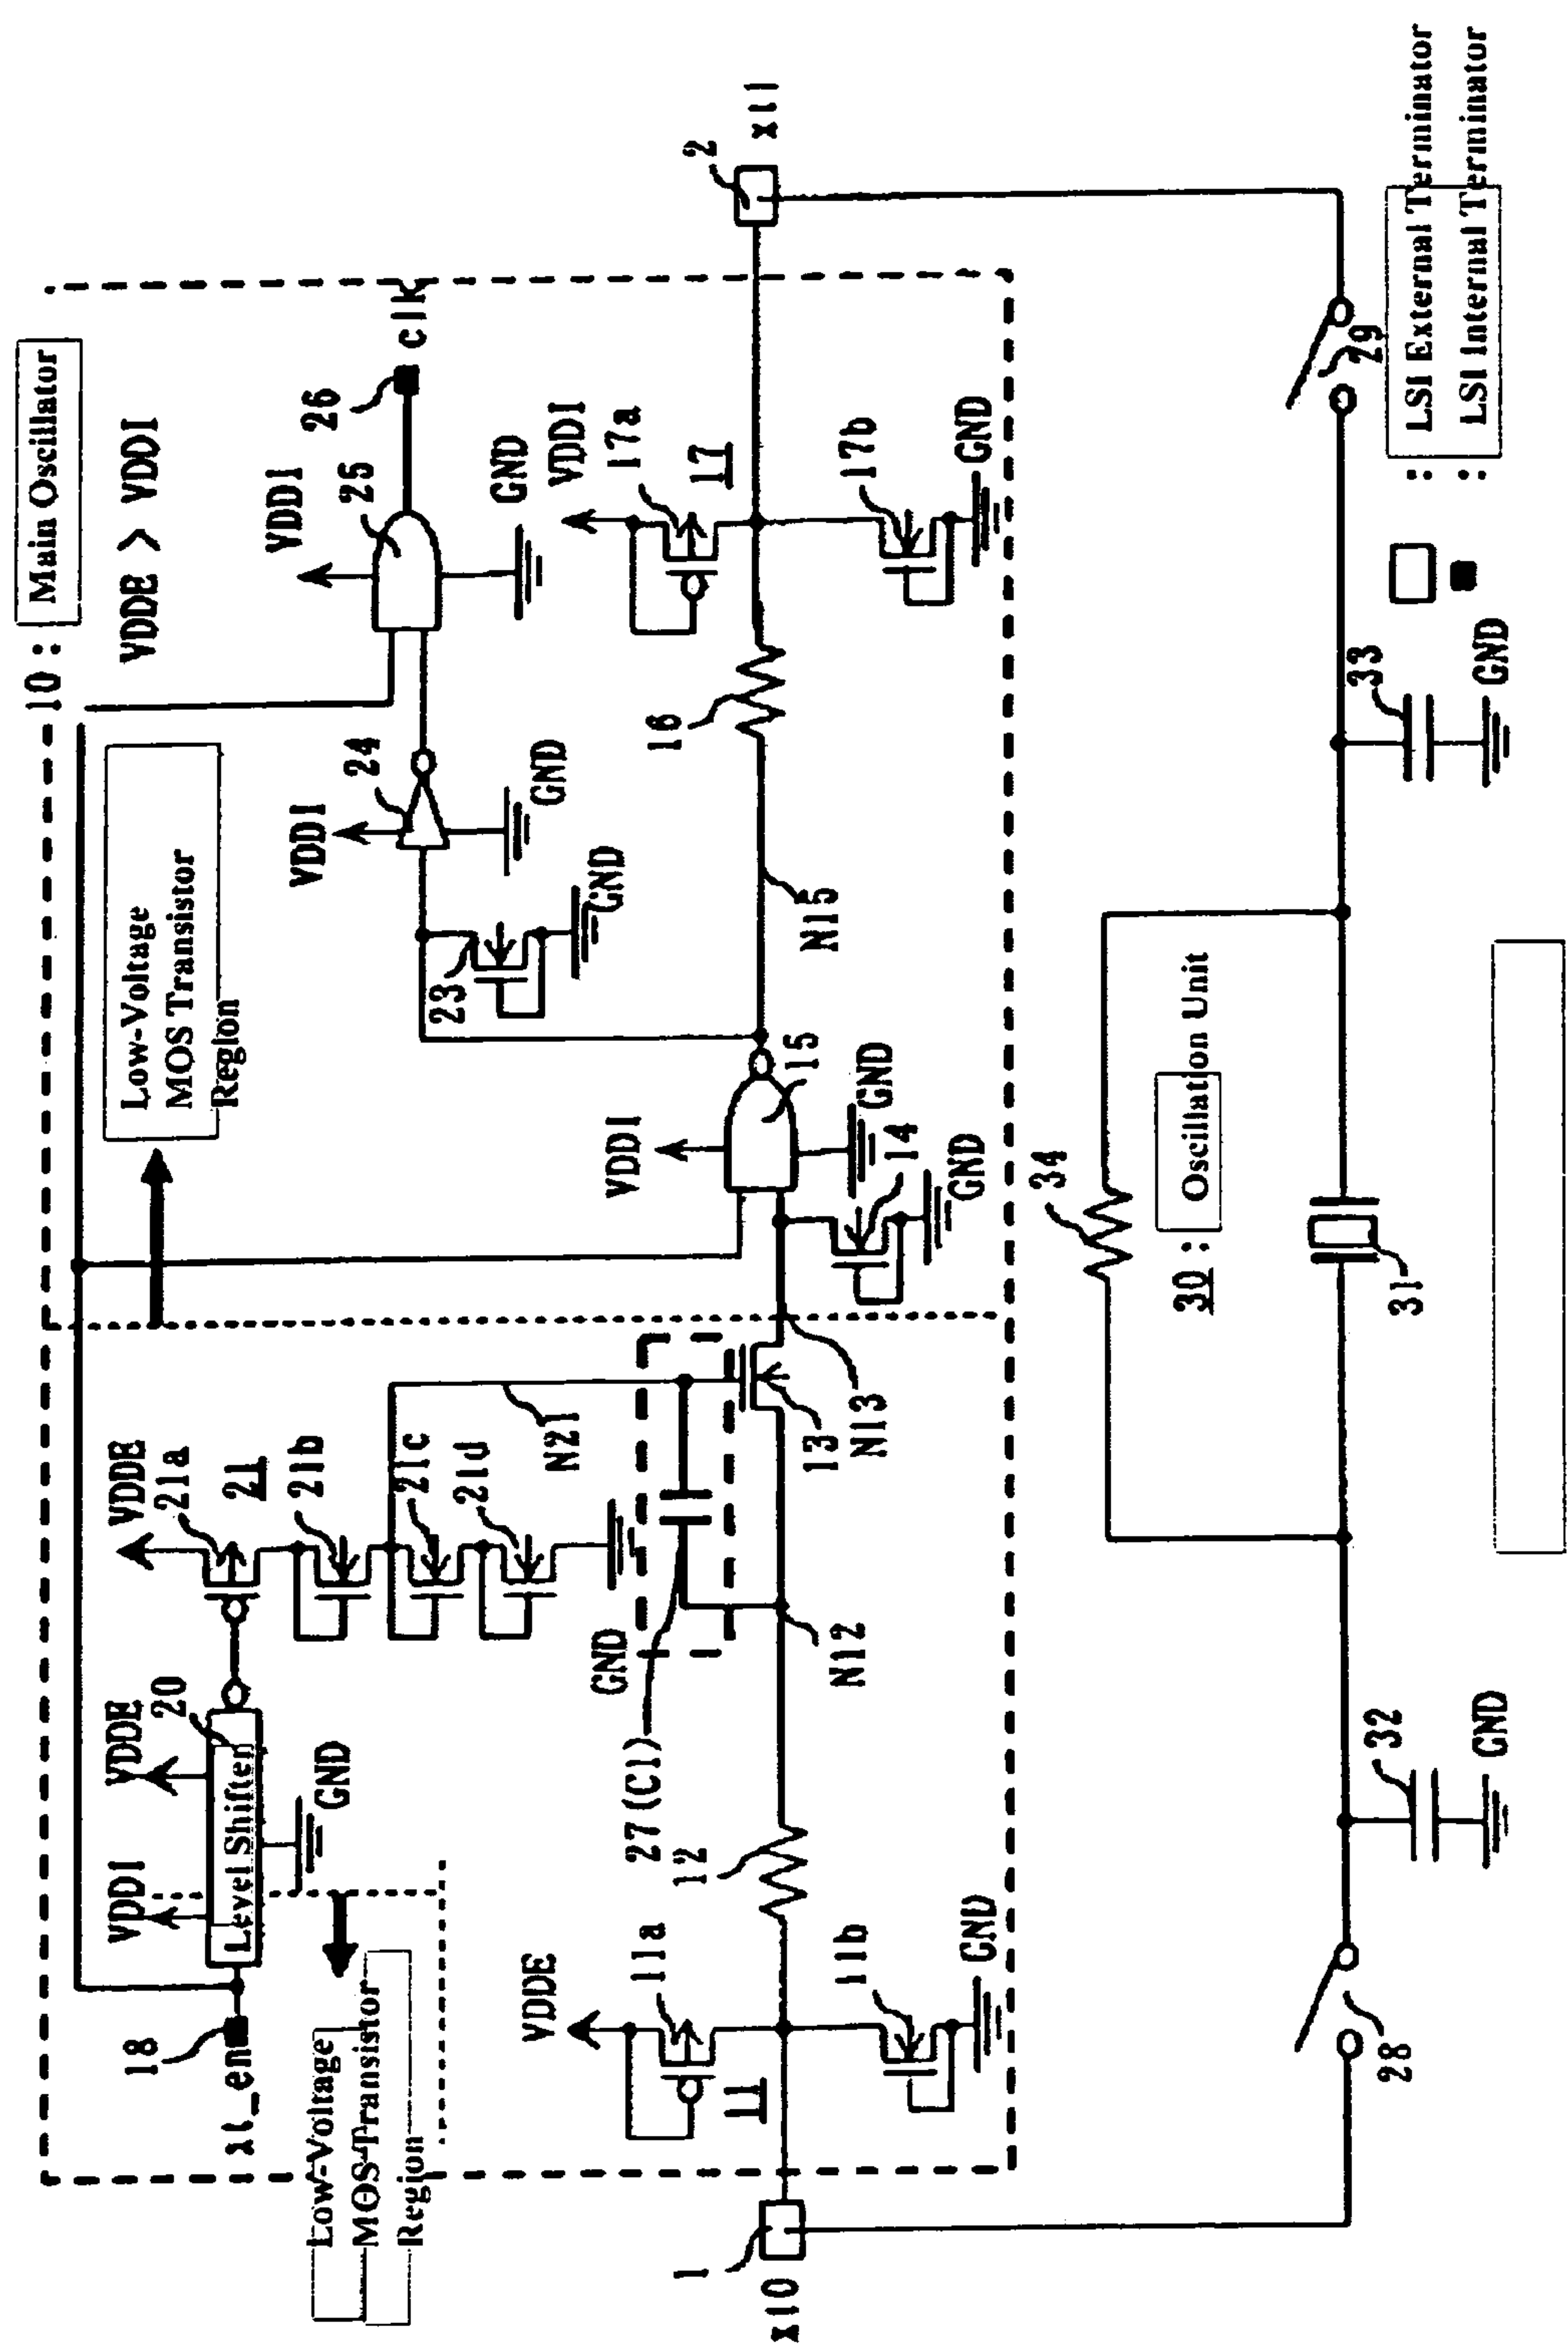 10 : Main Oscillator
VDDE > VDDI
xt_en
18
VDDI
VDDE
20
Level Shifter
GND
Low-Voltage
MOS Transistor
Region
VDDE
21a
21
21b
21c
21d
GND
N21
Low-Voltage
MOS Transistor
Region
VDDI
24
GND
23
GND
VDDI
25
GND
26
clk
VDDE
11a
11
11b
GND
12
27 (C1)
N12
13
N13
VDDI
15
GND
14
GND
N15
16
VDDI
17a
17
17b
GND
1
xt0
2
xt1
28
32
GND
34
30 : Oscillation Unit
31
33
GND
29
: LSI External Terminator
: LSI Internal Terminator